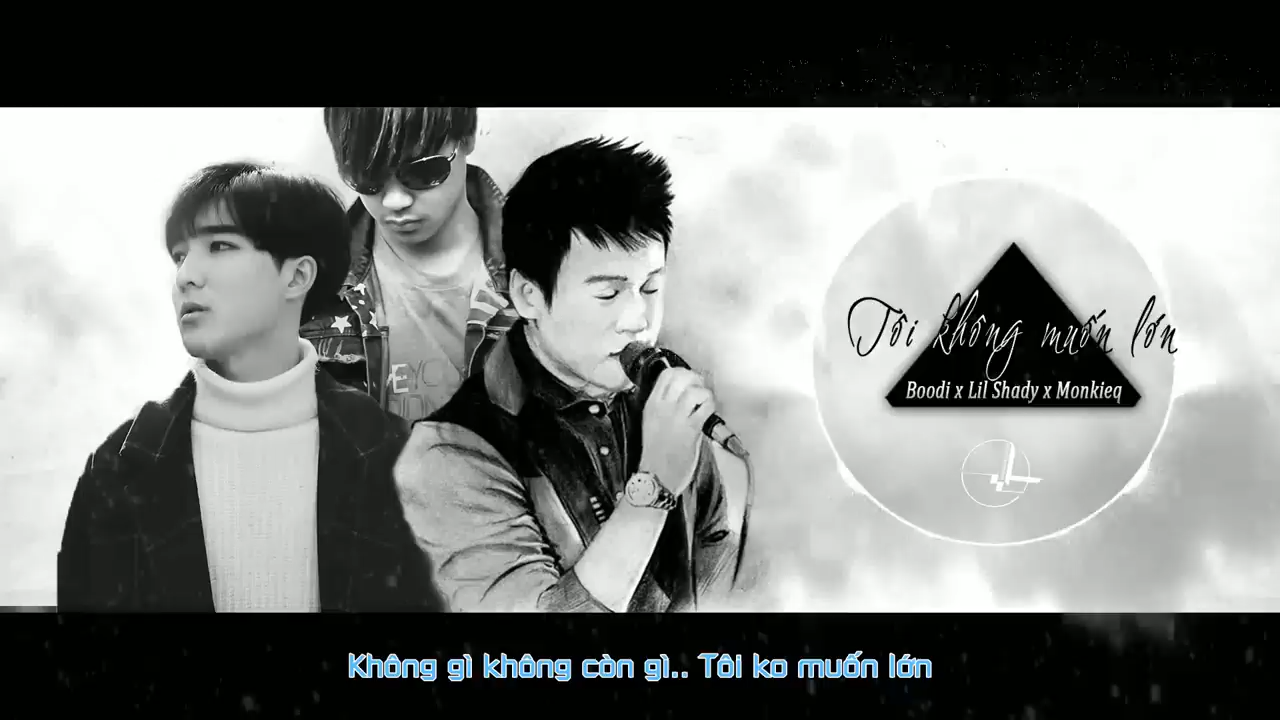 Tôi không muốn lớn
Boodi x Lil Shady x Monkieq
Không gì không còn gì.. Tôi ko muốn lớn